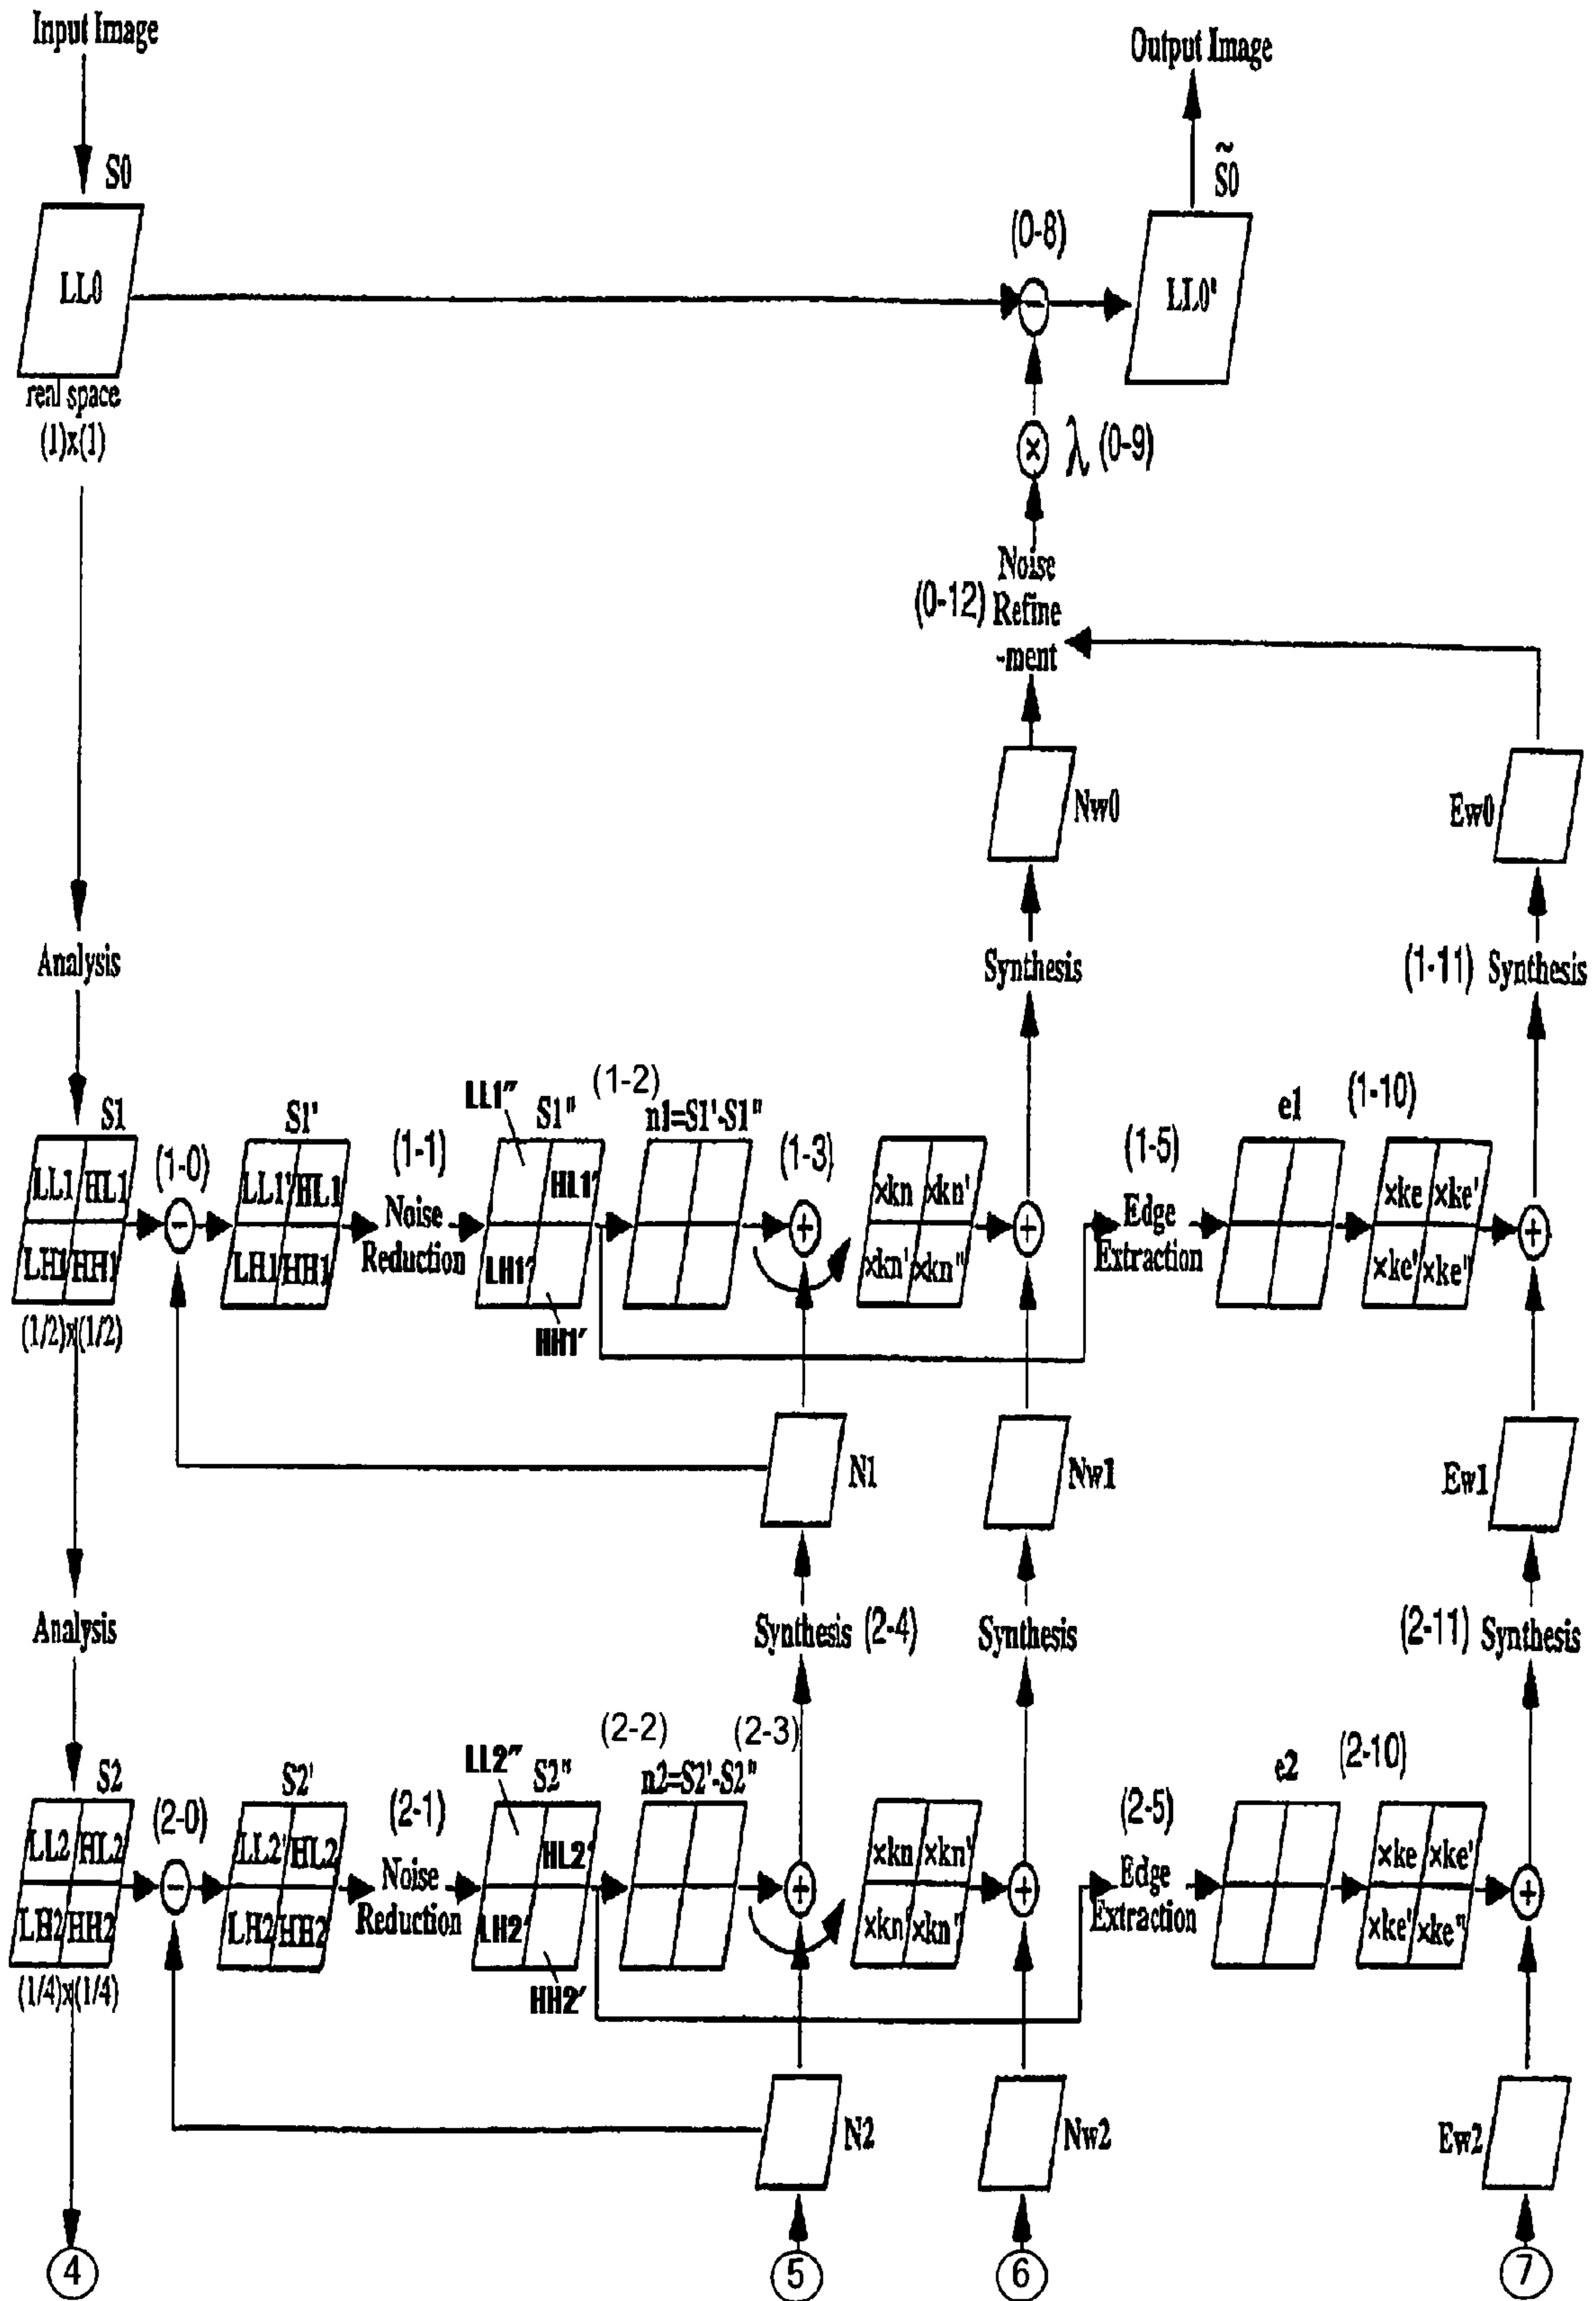 Input Image
Output Image
S0
S̃0
(0-8)
LL0
LL0'
-
real space
(1)x(1)
× λ (0-9)
Noise
(0-12) Refine
-ment
Nw0
Ew0
Analysis
Synthesis
(1-11) Synthesis
S1
(1-0)
S1'
(1-1)
LL1"
S1"
(1-2)
n1=S1'-S1"
(1-3)
(1-5)
e1
(1-10)
LL1 HL1
LH1 HH1
-
LL1' HL1
LH1 HH1
Noise
Reduction
HL1'
LH1'
HH1'
+
×kn ×kn'
×kn' ×kn"
+
Edge
Extraction
×ke ×ke'
×ke' ×ke"
+
(1/2)x(1/2)
N1
Nw1
Ew1
Analysis
Synthesis (2-4)
Synthesis
(2-11) Synthesis
S2
(2-0)
S2'
(2-1)
LL2"
S2"
(2-2)
n2=S2'-S2"
(2-3)
(2-5)
e2
(2-10)
LL2 HL2
LH2 HH2
-
LL2' HL2
LH2 HH2
Noise
Reduction
HL2'
LH2'
HH2'
+
×kn ×kn'
×kn' ×kn"
+
Edge
Extraction
×ke ×ke'
×ke' ×ke"
+
(1/4)x(1/4)
N2
Nw2
Ew2
4
5
6
7